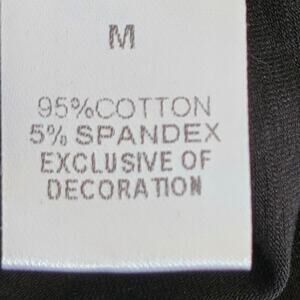 M
95%COTTON
5% SPANDEX
EXCLUSIVE OF
DECORATION